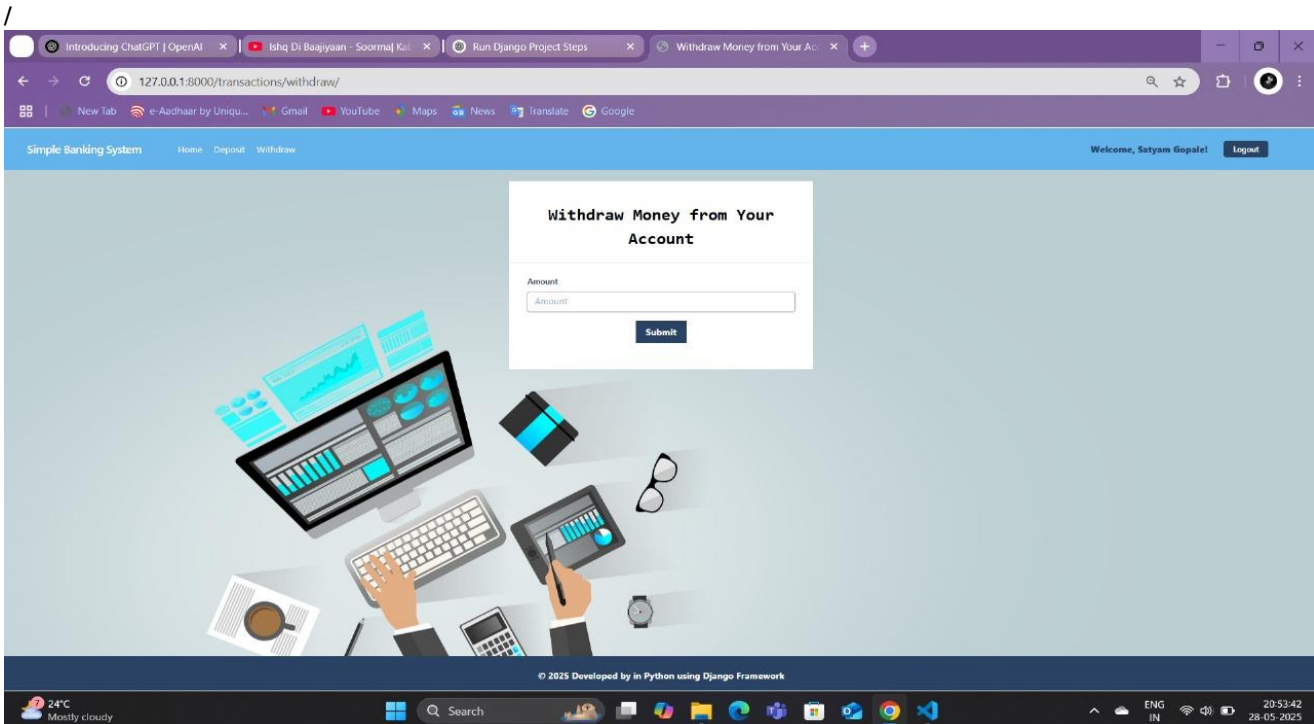 /
Introducing ChatGPT | OpenAI Ishq Di Baajiyaan - Soorma| Kat Run Django Project Steps Withdraw Money from Your Acc
127.0.0.1:8000/transactions/withdraw/
New Tab e-Aadhaar by Uniqu... Gmail YouTube Maps News Translate Google
Simple Banking System Home Deposit Withdraw Welcome, Satyam Gopale! Logout
Withdraw Money from Your
Account
Amount
Amount
Submit
© 2025 Developed by in Python using Django Framework
7 24°C Search ENG 20:53:42
Mostly cloudy IN 28-05-2025